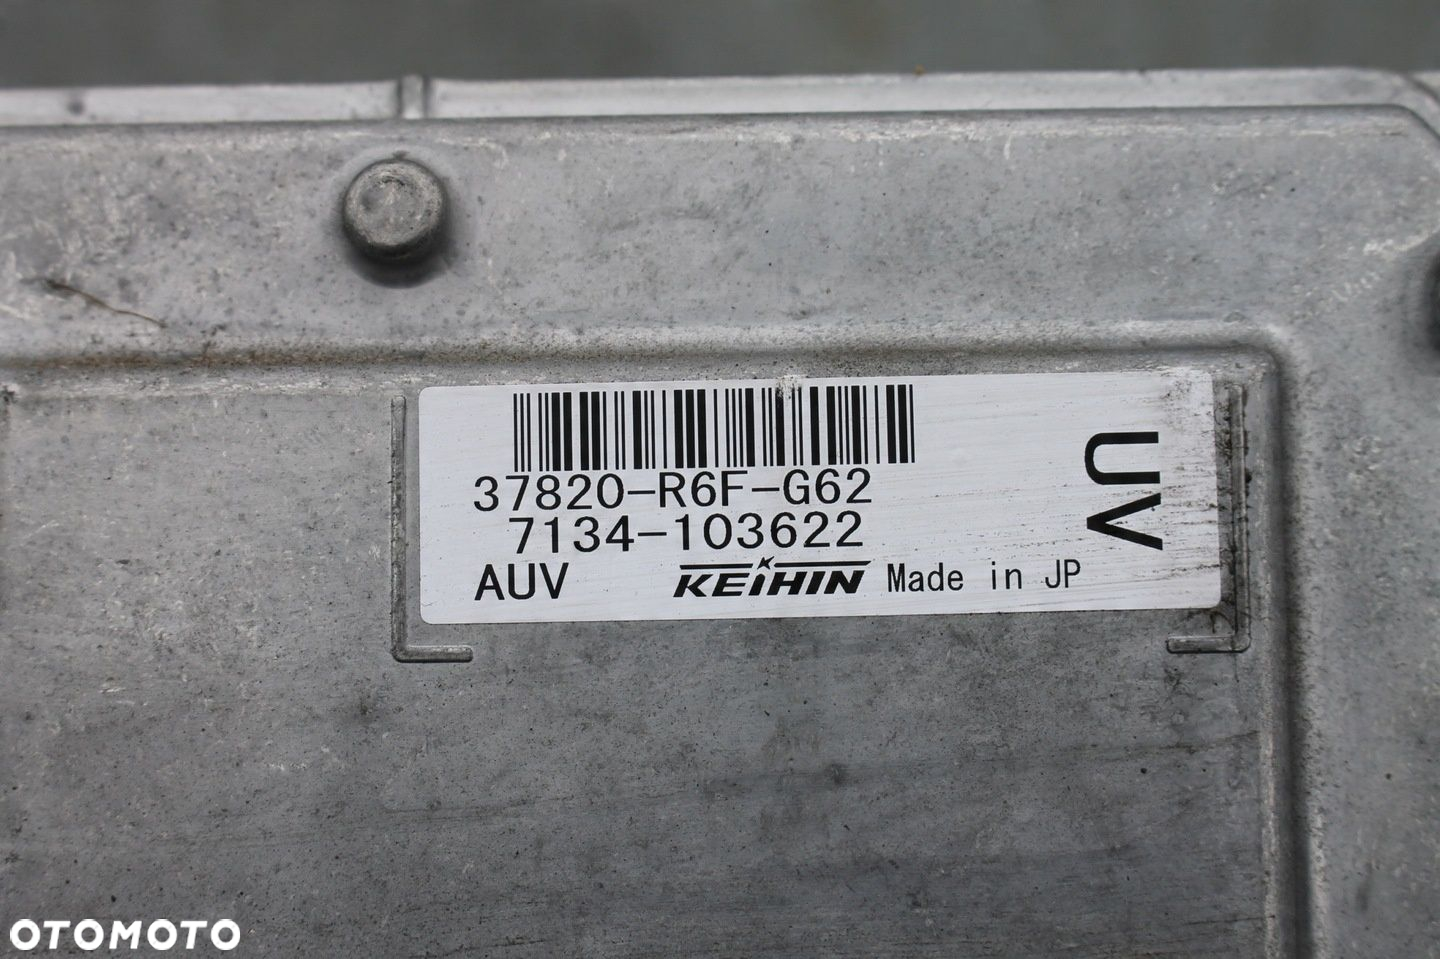 37820-R6F-G62
7134-103622
AUV
KEIHIN
Made in JP
UV
OTOMOTO